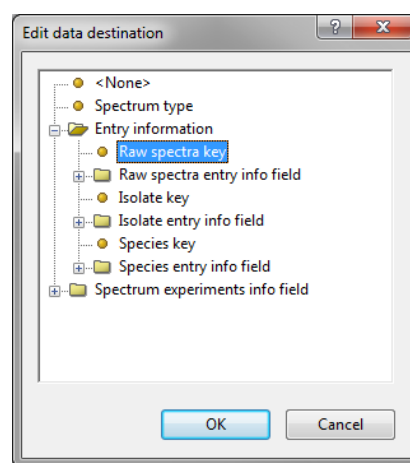 Edit data destination
?
<None>
Spectrum type
Entry information
Raw spectra key
Raw spectra entry info field
Isolate key
Isolate entry info field
Species key
Species entry info field
Spectrum experiments info field
OK Cancel